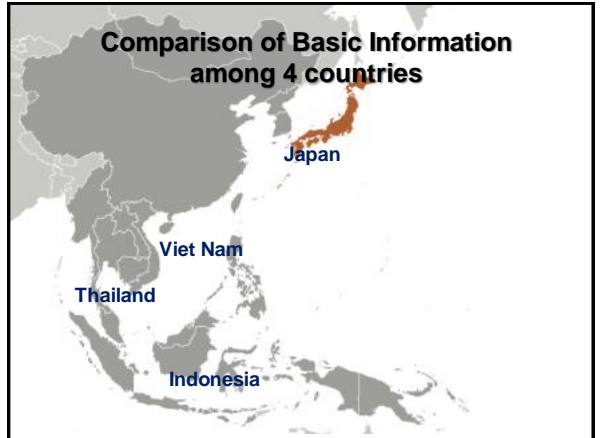 Comparison of Basic Information
among 4 countries
Japan
Viet Nam
Thailand
Indonesia